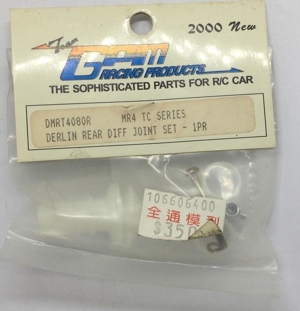 Team 2000 New
GPM
RACING PRODUCTS
THE SOPHISTICATED PARTS FOR R/C CAR
DMRT4080R MR4 TC SERIES
DERLIN REAR DIFF JOINT SET - 1PR
106606400
全通模型
$350